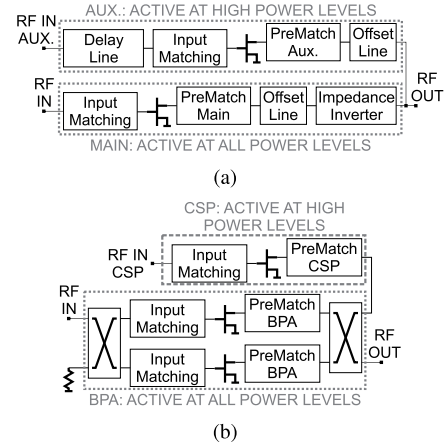 AUX.: ACTIVE AT HIGH POWER LEVELS
RF IN
AUX.
Delay
Line
Input
Matching
PreMatch
Aux.
Offset
Line
RF
IN
Input
Matching
PreMatch
Main
Offset
Line
Impedance
Inverter
RF
OUT
MAIN: ACTIVE AT ALL POWER LEVELS
(a)
CSP: ACTIVE AT HIGH
POWER LEVELS
RF IN
CSP
Input
Matching
PreMatch
CSP
RF
IN
Input
Matching
PreMatch
BPA
Input
Matching
PreMatch
BPA
RF
OUT
BPA: ACTIVE AT ALL POWER LEVELS
(b)